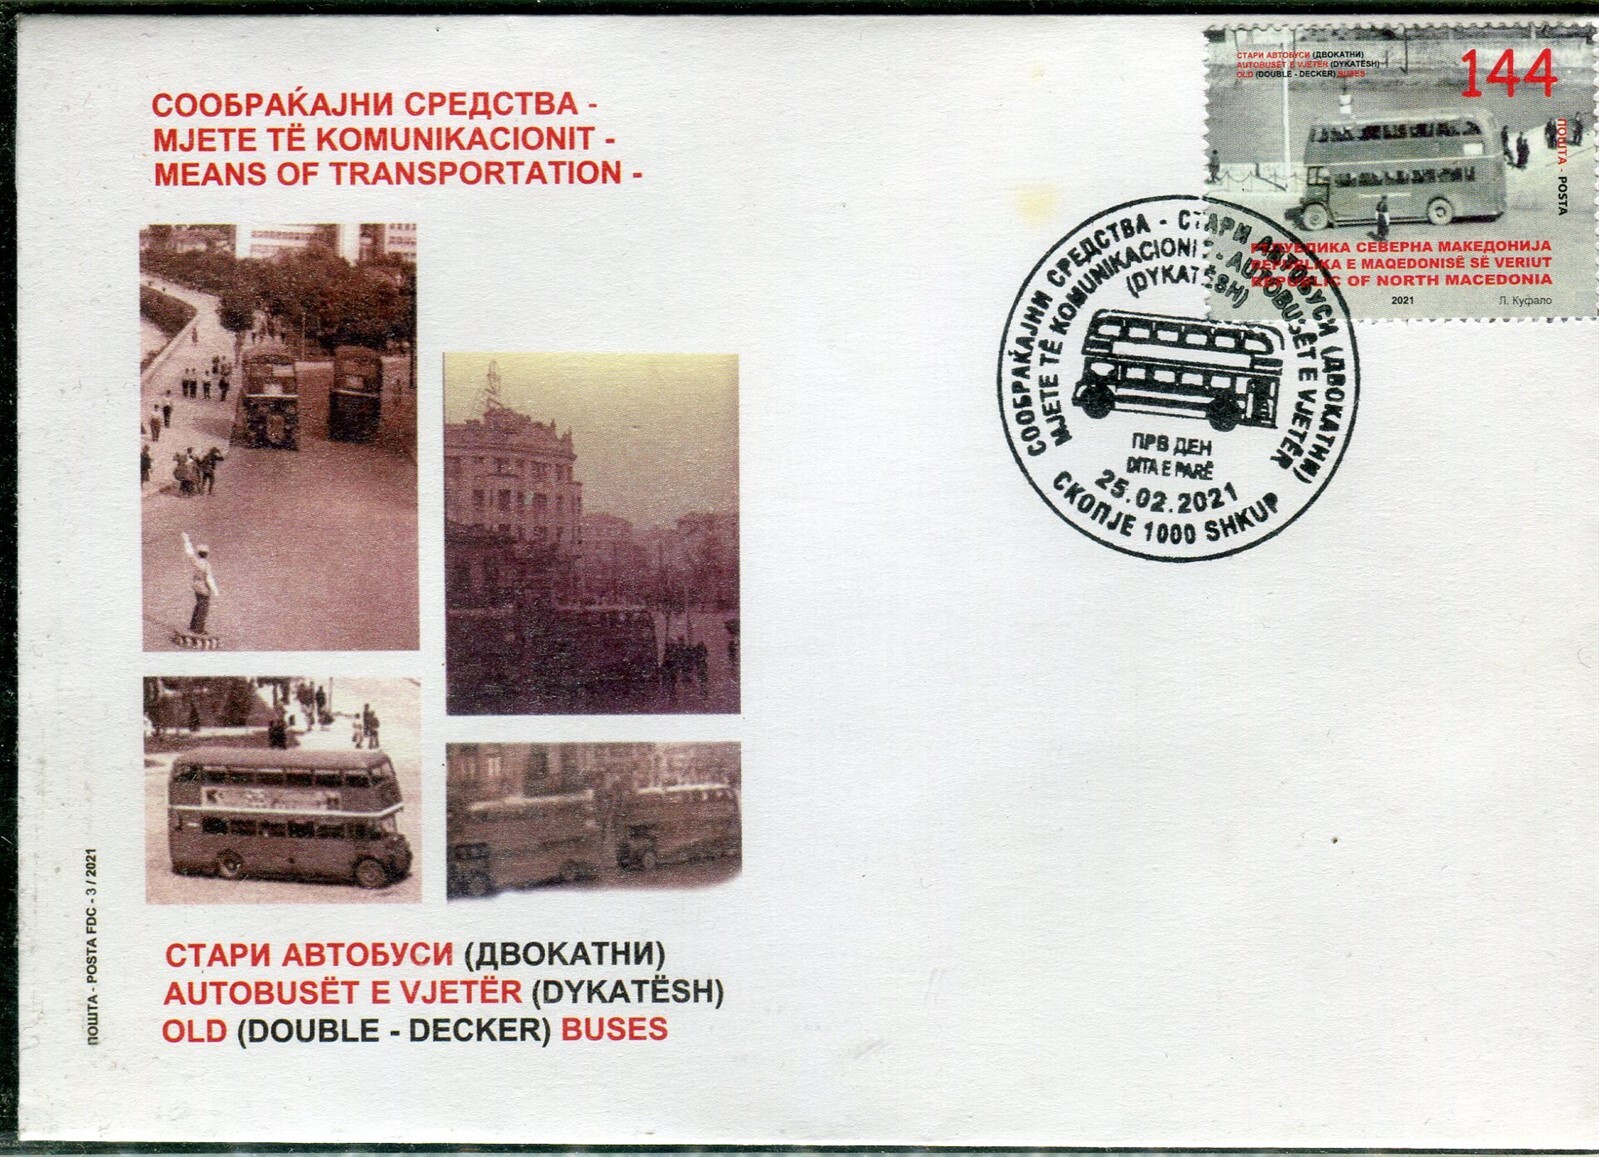 СООБРАЌАЈНИ СРЕДСТВА -
MJETE TË KOMUNIKACIONIT -
MEANS OF TRANSPORTATION -
СТАРИ АВТОБУСИ (ДВОКАТНИ)
AUTOBUSËT E VJETËR (DYKATËSH)
OLD (DOUBLE - DECKER) BUSES
ПОШТА - POSTA FDC - 3 / 2021
СТАРИ АВТОБУСИ (ДВОКАТНИ)
AUTOBUSËT E VJETËR (DYKATËSH)
OLD (DOUBLE - DECKER) BUSES
144
ПОШТА - POSTA
РЕПУБЛИКА СЕВЕРНА МАКЕДОНИЈА
REPUBLIKA E MAQEDONISË SË VERIUT
REPUBLIC OF NORTH MACEDONIA
2021
Л. Куфало
СООБРАЌАЈНИ СРЕДСТВА - СТАРИ АВТОБУСИ (ДВОКАТНИ)
MJETE TË KOMUNIKACIONIT - AUTOBUSËT E VJETËR
(DYKATËSH)
ПРВ ДЕН
DITA E PARË
25.02.2021
СКОПЈЕ 1000 SHKUP